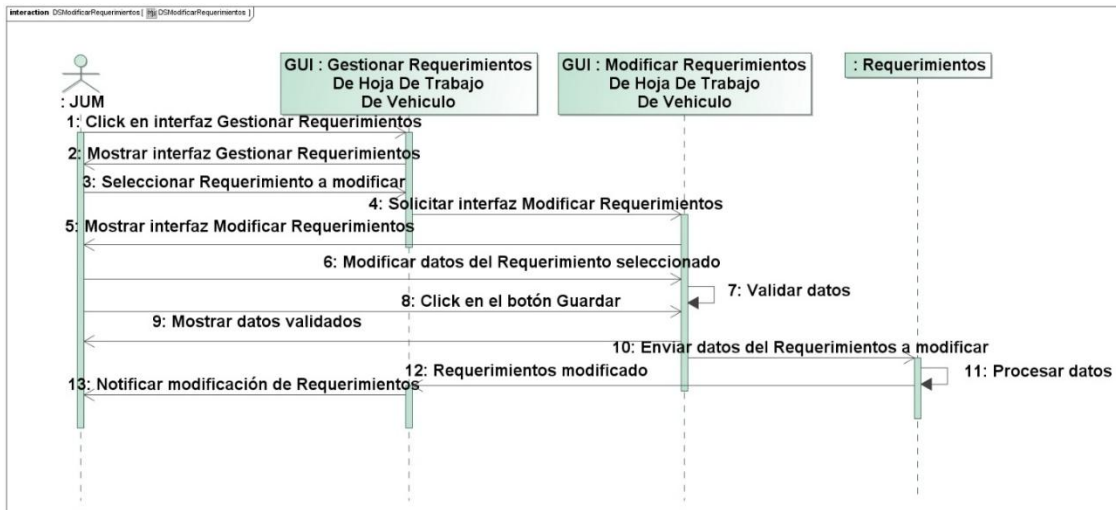 interaction DSModificarRequerimientos [ DSModificarRequerimientos ]
GUI : Gestionar Requerimientos
De Hoja De Trabajo
De Vehiculo
GUI : Modificar Requerimientos
De Hoja De Trabajo
De Vehiculo
: Requerimientos
: JUM
1: Click en interfaz Gestionar Requerimientos
2: Mostrar interfaz Gestionar Requerimientos
3: Seleccionar Requerimiento a modificar
4: Solicitar interfaz Modificar Requerimientos
5: Mostrar interfaz Modificar Requerimientos
6: Modificar datos del Requerimiento seleccionado
7: Validar datos
8: Click en el botón Guardar
9: Mostrar datos validados
10: Enviar datos del Requerimientos a modificar
11: Procesar datos
12: Requerimientos modificado
13: Notificar modificación de Requerimientos